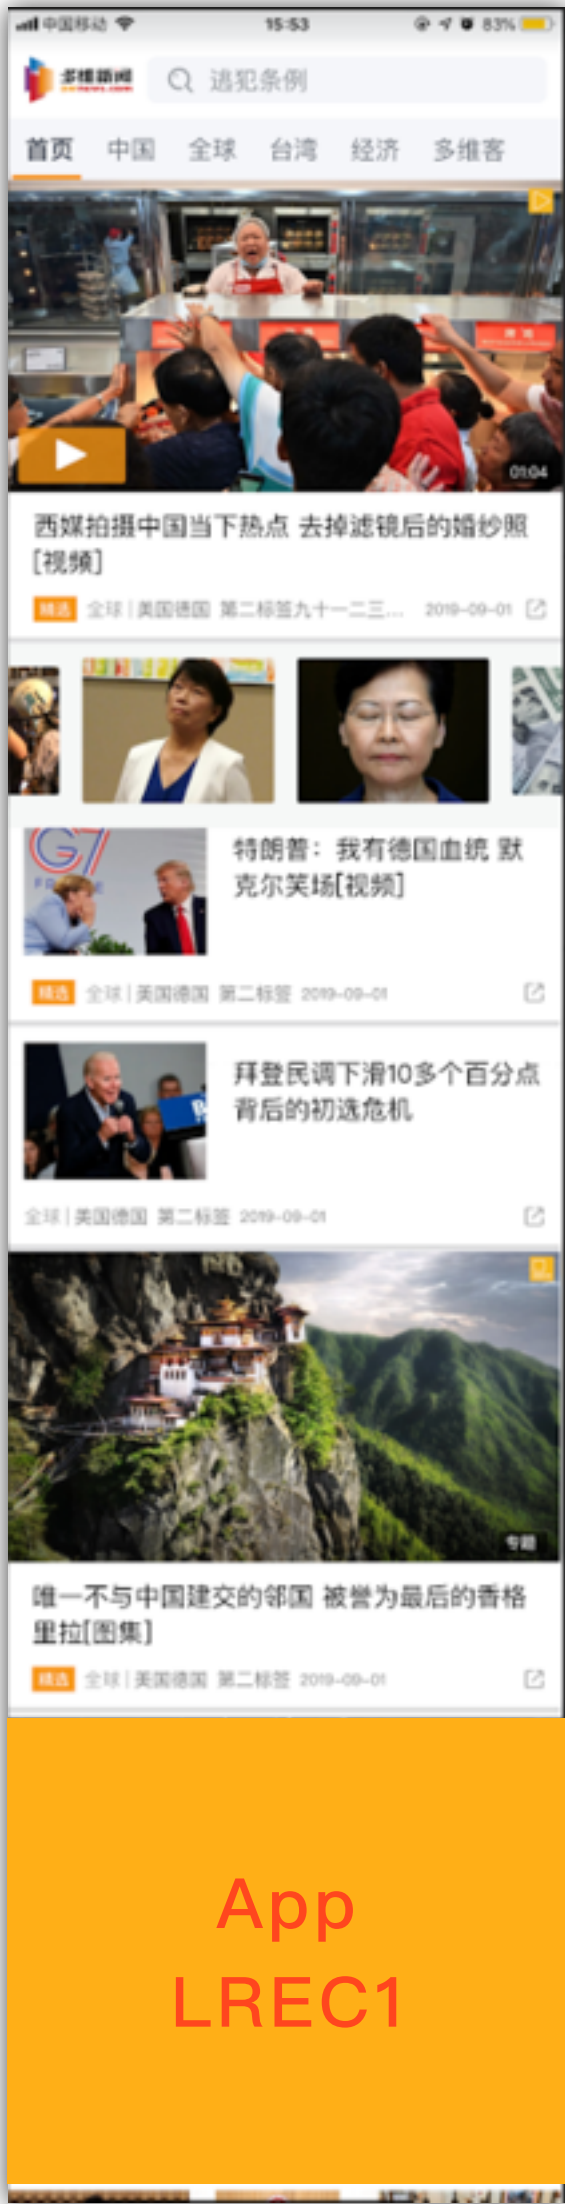 中国移动
15:53
83%
多维新闻
逃犯条例
首页 中国 全球 台湾 经济 多维客
01:04
西媒拍摄中国当下热点 去掉滤镜后的婚纱照
[视频]
精选 全球 | 美国德国 第二标签九十一二三... 2019-09-01
G7
特朗普：我有德国血统 默
克尔笑场[视频]
精选 全球 | 美国德国 第二标签 2019-09-01
拜登民调下滑10多个百分点
背后的初选危机
全球 | 美国德国 第二标签 2019-09-01
专题
唯一不与中国建交的邻国 被誉为最后的香格
里拉[图集]
精选 全球 | 美国德国 第二标签 2019-09-01
App
LREC1